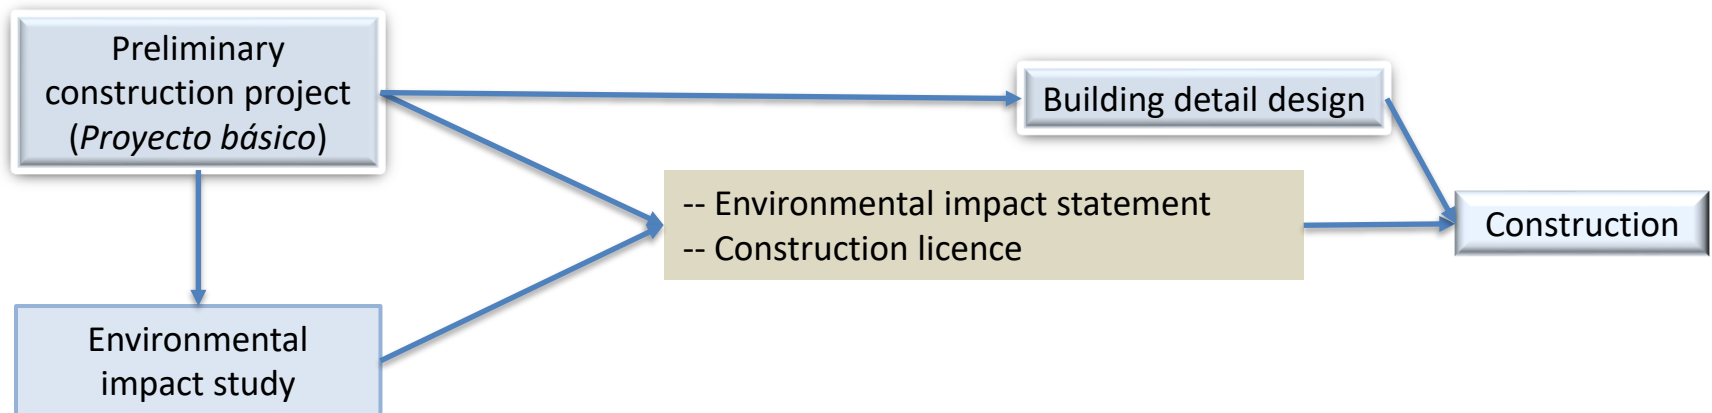 Preliminary
construction project
(Proyecto básico)
Building detail design
-- Environmental impact statement
-- Construction licence
Construction
Environmental
impact study